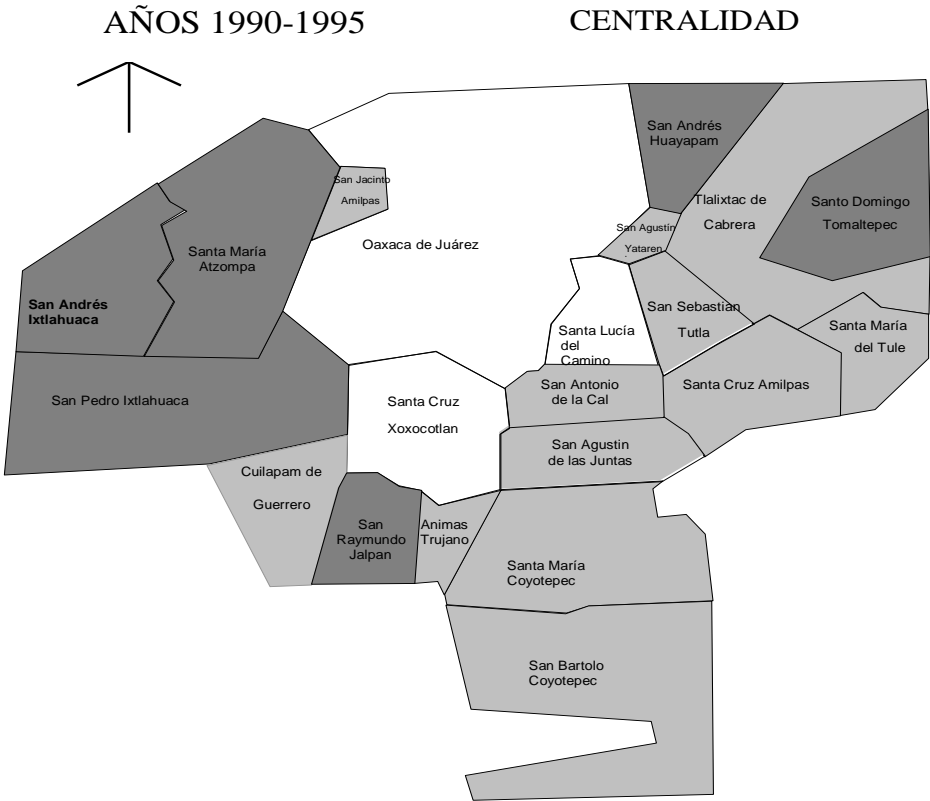 AÑOS 1990-1995
CENTRALIDAD
San Andrés
Huayapam
San Jacinto
Amilpas
Tlalixtac de
Cabrera
Santo Domingo
Tomaltepec
San Agustín
Yataren
Oaxaca de Juárez
Santa María
Atzompa
San Andrés
Ixtlahuaca
San Sebastian
Tutla
Santa Lucía
del
Camino
Santa María
del Tule
San Pedro Ixtlahuaca
Santa Cruz
Xoxocotlan
San Antonio
de la Cal
Santa Cruz Amilpas
San Agustin
de las Juntas
Cuilapam de
Guerrero
San
Raymundo
Jalpan
Animas
Trujano
Santa María
Coyotepec
San Bartolo
Coyotepec